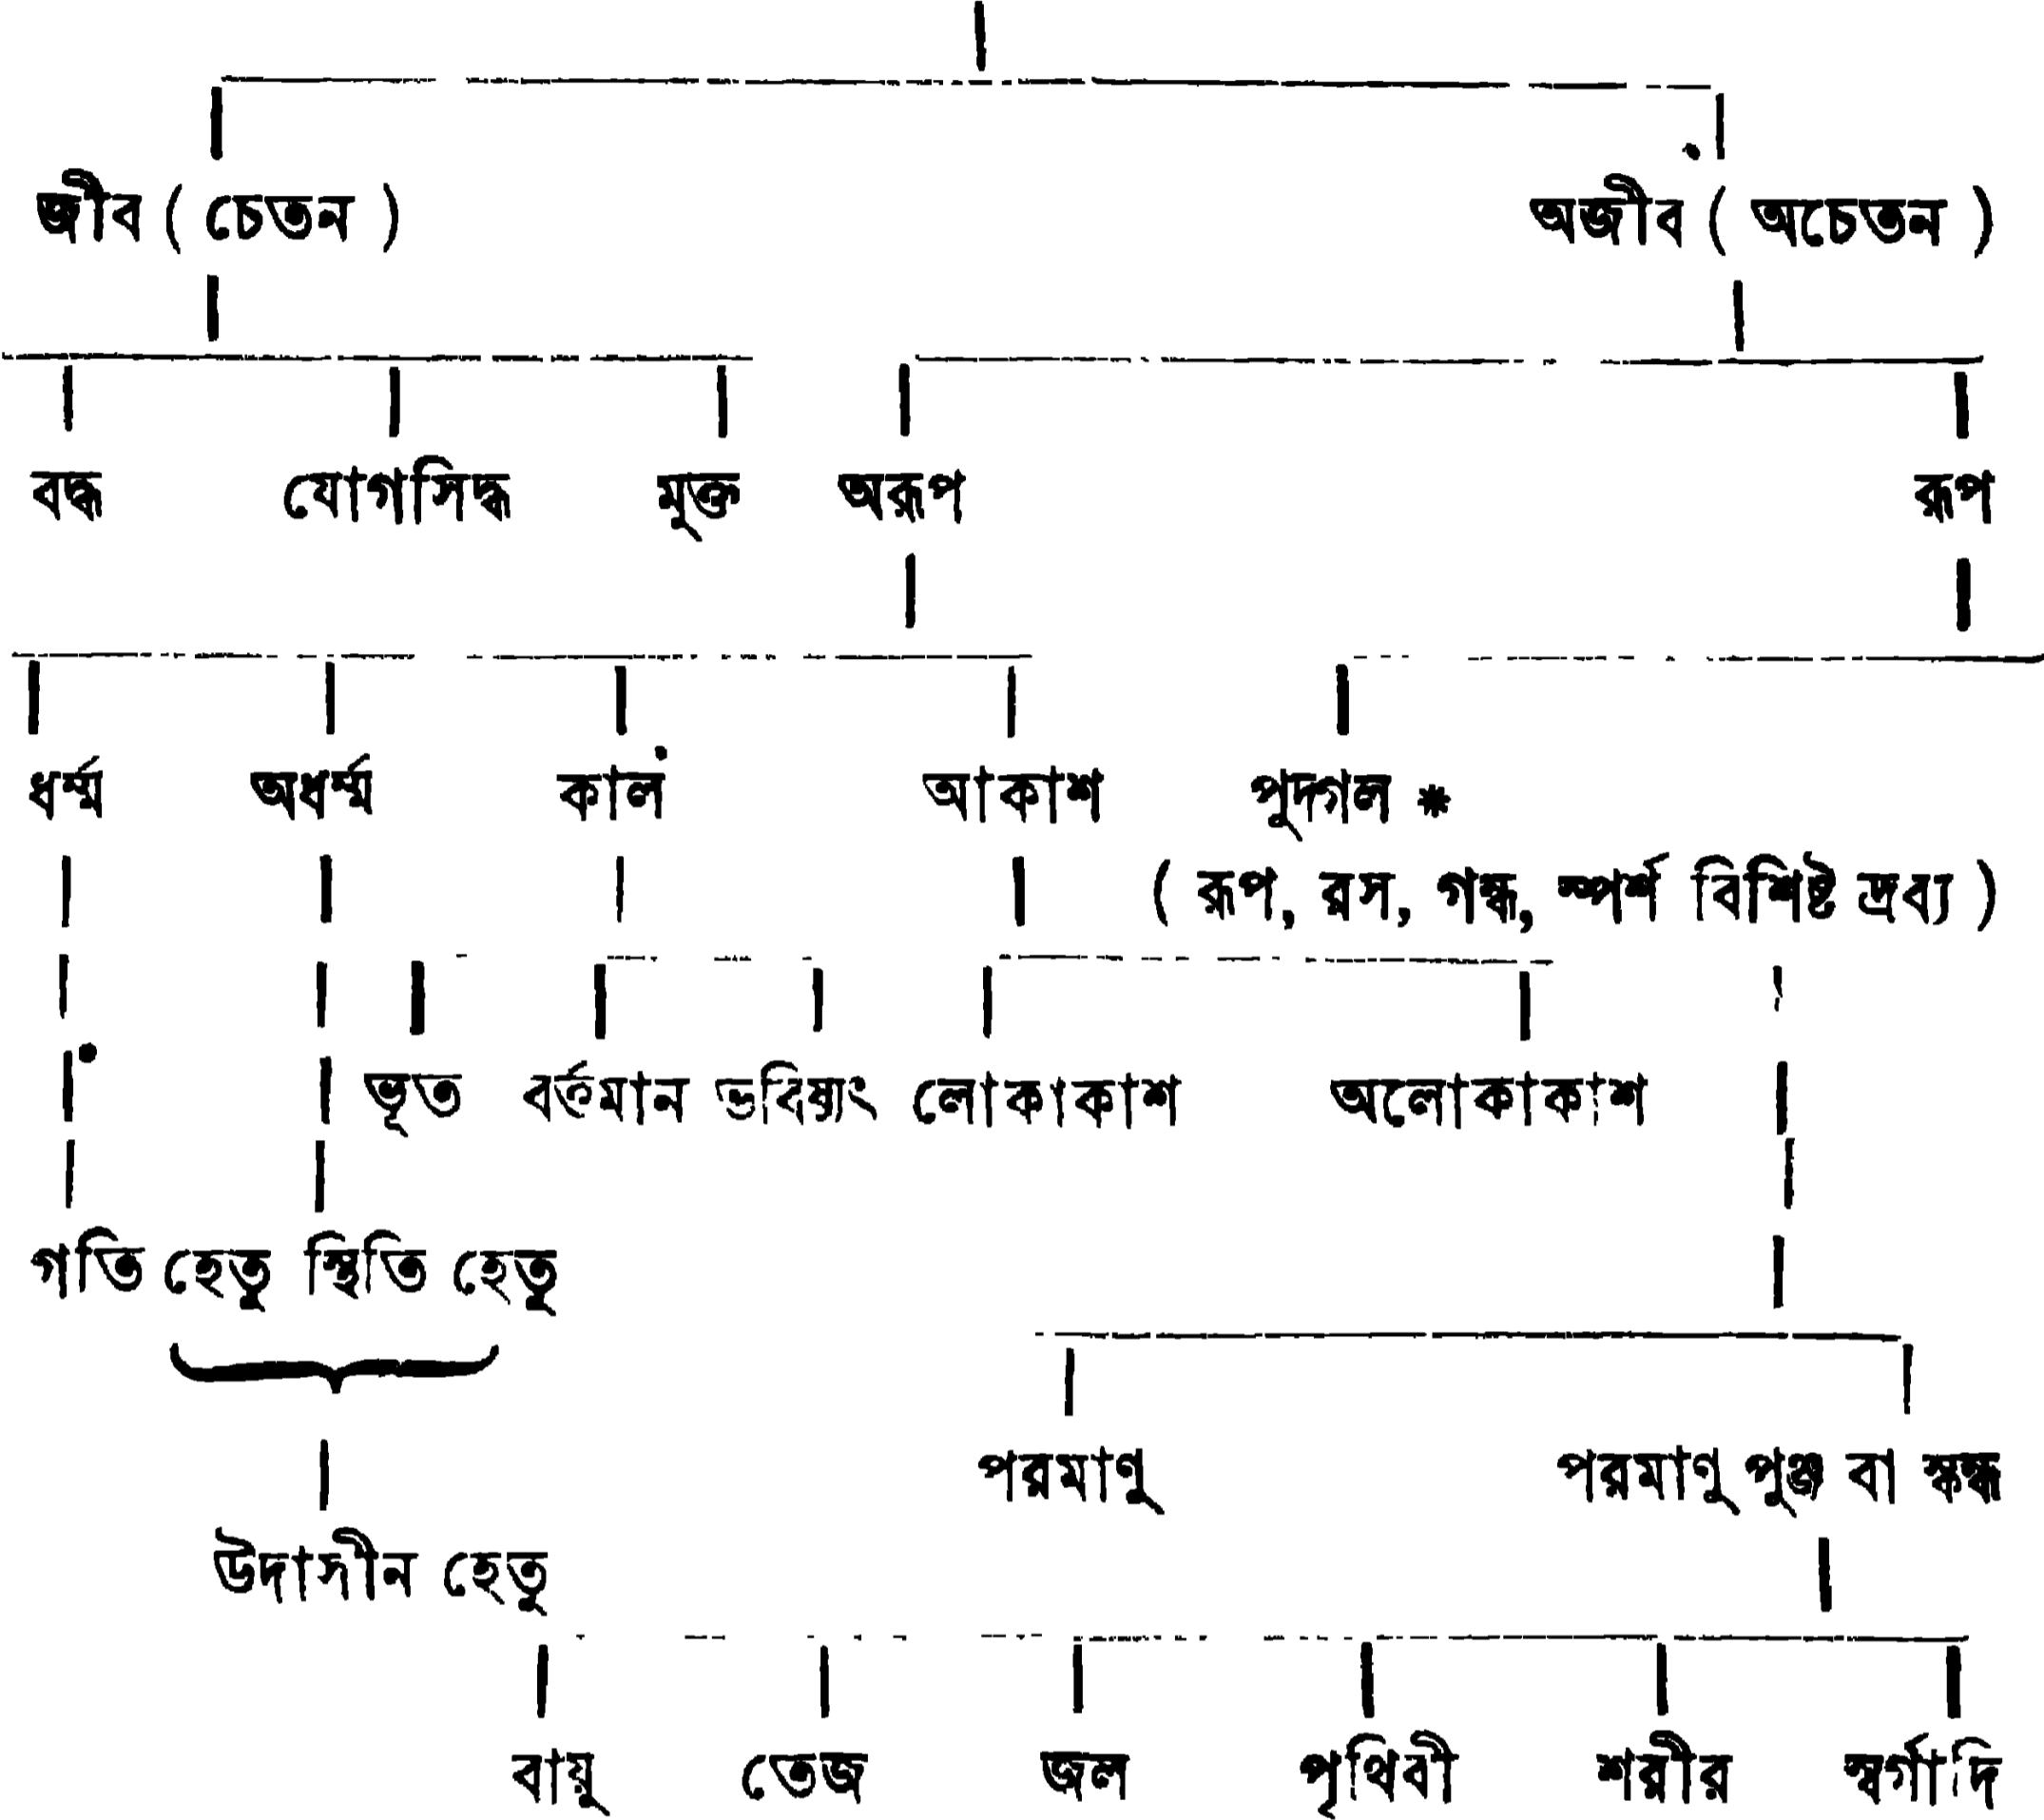 জীব ( চেতন ) অজীব ( অচেতন )
বদ্ধ যোগসিদ্ধ মুক্ত অরূপ রূপ
ধর্ম্ম অধর্ম্ম কাল আকাশ পুদ্গল *
( রূপ, রস, গন্ধ, স্পর্শ বিশিষ্ট দ্রব্য )
ভূত বর্ত্তমান ভবিষ্যৎ লোকাকাশ অলোকাকাশ
গতি হেতু স্থিতি হেতু
পরমাণু পরমাণু পুঞ্জ বা স্কন্ধ
উদাসীন হেতু
বায়ু তেজ জল পৃথিবী শরীর স্বর্গাদি